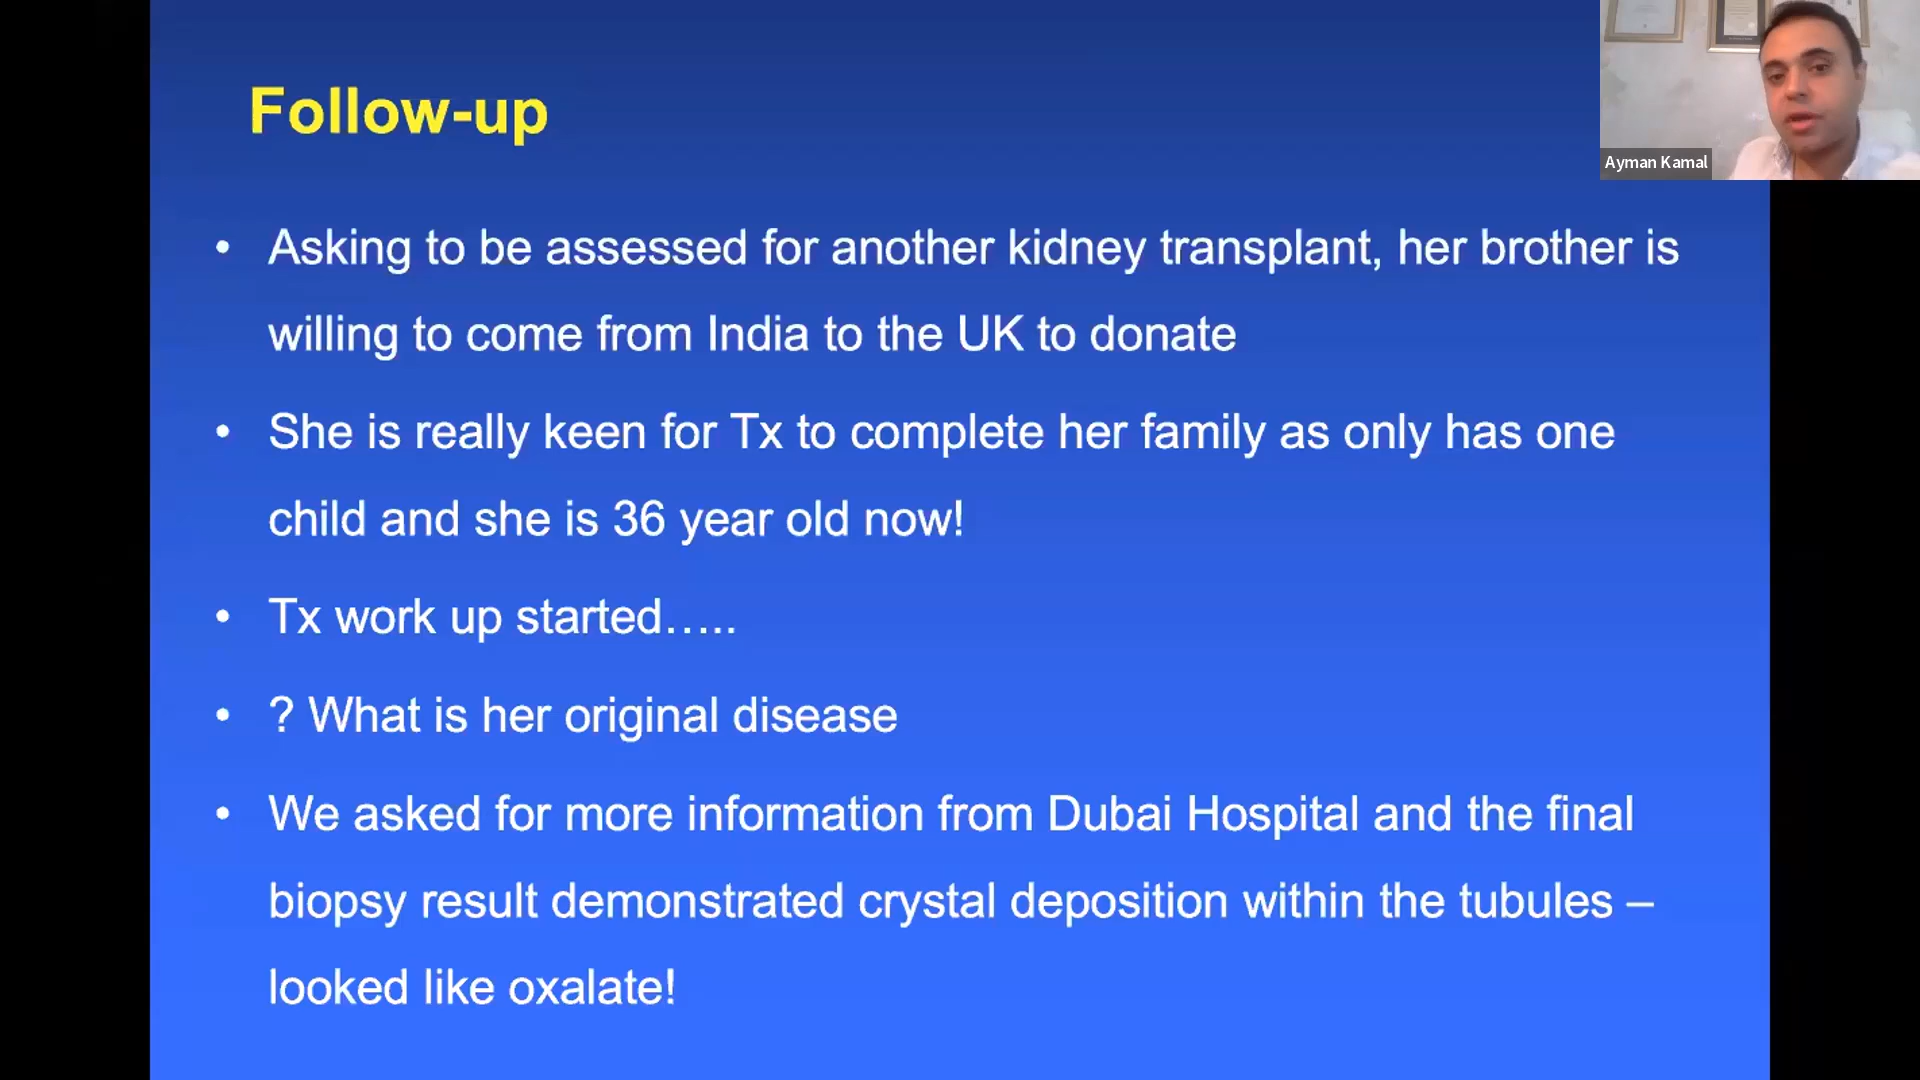 Follow-up
Ayman Kamal
• Asking to be assessed for another kidney transplant, her brother is
willing to come from India to the UK to donate
• She is really keen for Tx to complete her family as only has one
child and she is 36 year old now!
• Tx work up started…..
• ? What is her original disease
• We asked for more information from Dubai Hospital and the final
biopsy result demonstrated crystal deposition within the tubules –
looked like oxalate!